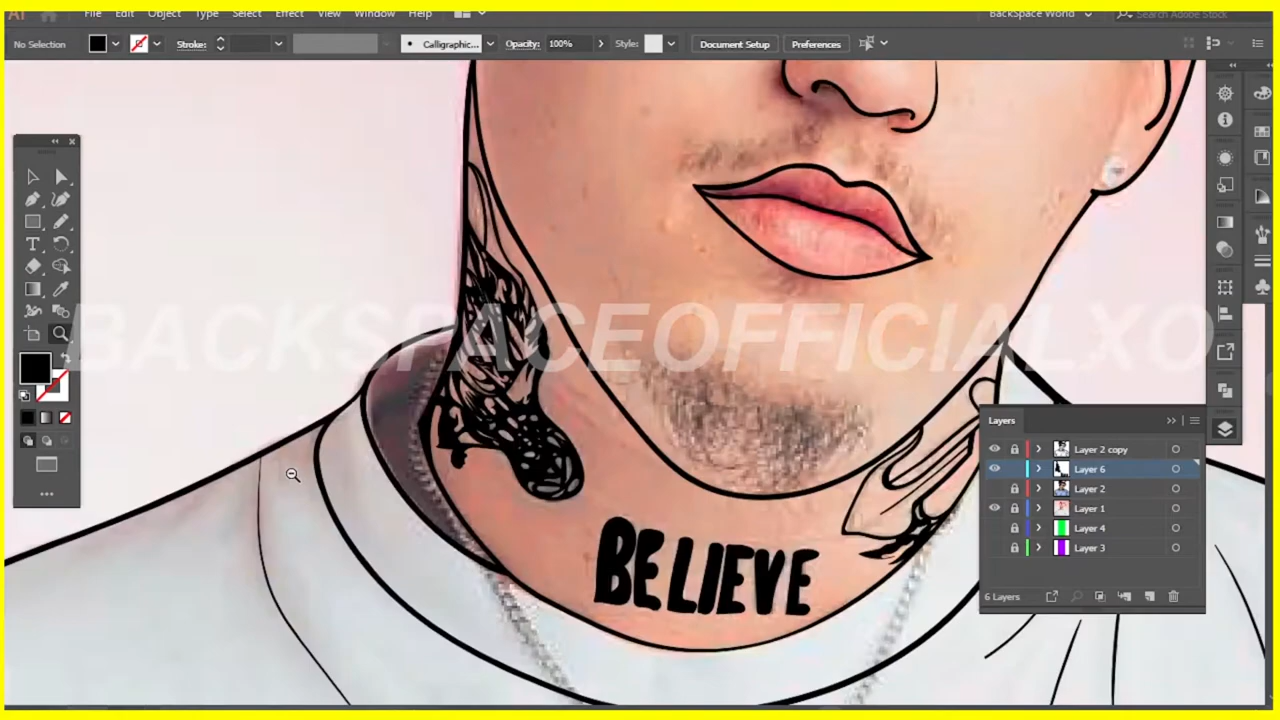 Ai File Edit Object Type Select Effect View Window Help BackSpace World Search Adobe Stock
No Selection Stroke: Calligraphic... Opacity: 100% Style: Document Setup Preferences
BACKSPACEOFFICIALXO
BELIEVE
Layers
Layer 2 copy
Layer 6
Layer 2
Layer 1
Layer 4
Layer 3
6 Layers